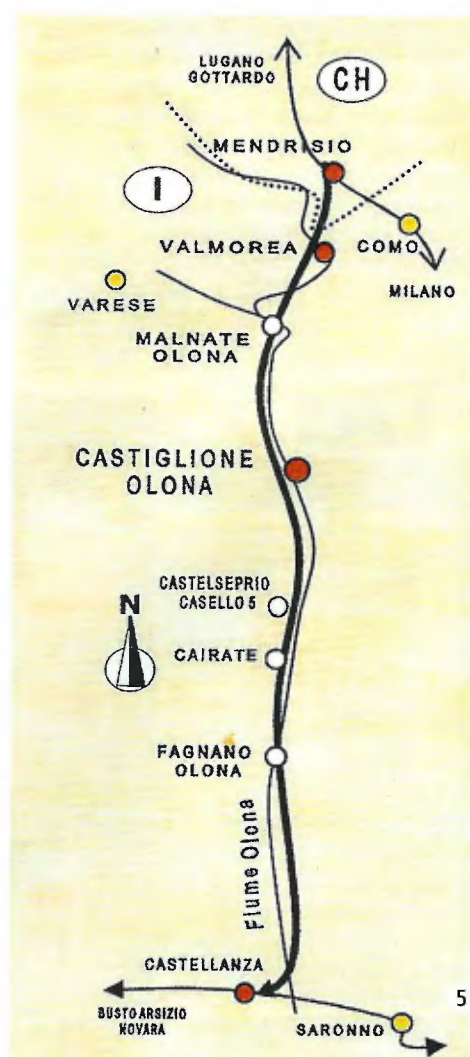 LUGANO
GOTTARDO
CH
MENDRISIO
I
VALMOREA
COMO
MILANO
VARESE
MALNATE
OLONA
CASTIGLIONE
OLONA
CASTELSEPRIO
CASELLO 5
N
CAIRATE
FAGNANO
OLONA
Fiume Olona
CASTELLANZA
BUSTO ARSIZIO
NOVARA
SARONNO
5